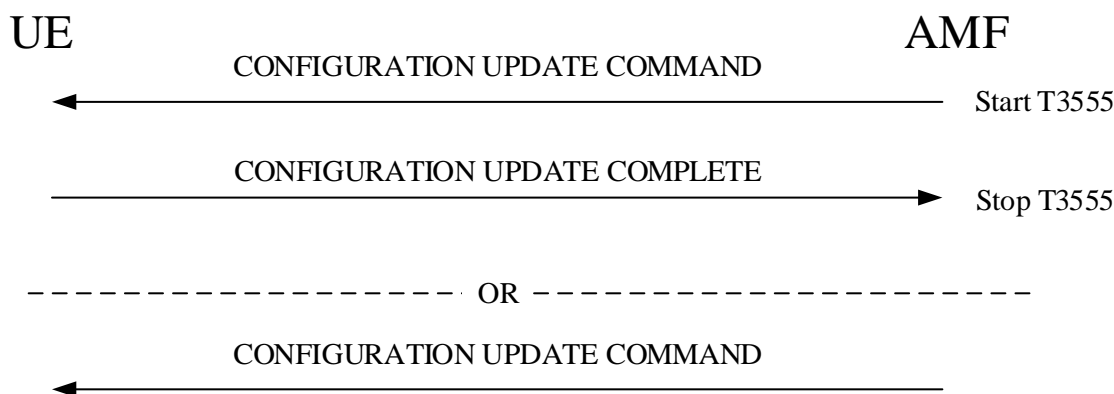 UE AMF
CONFIGURATION UPDATE COMMAND
Start T3555
CONFIGURATION UPDATE COMPLETE
Stop T3555
OR
CONFIGURATION UPDATE COMMAND